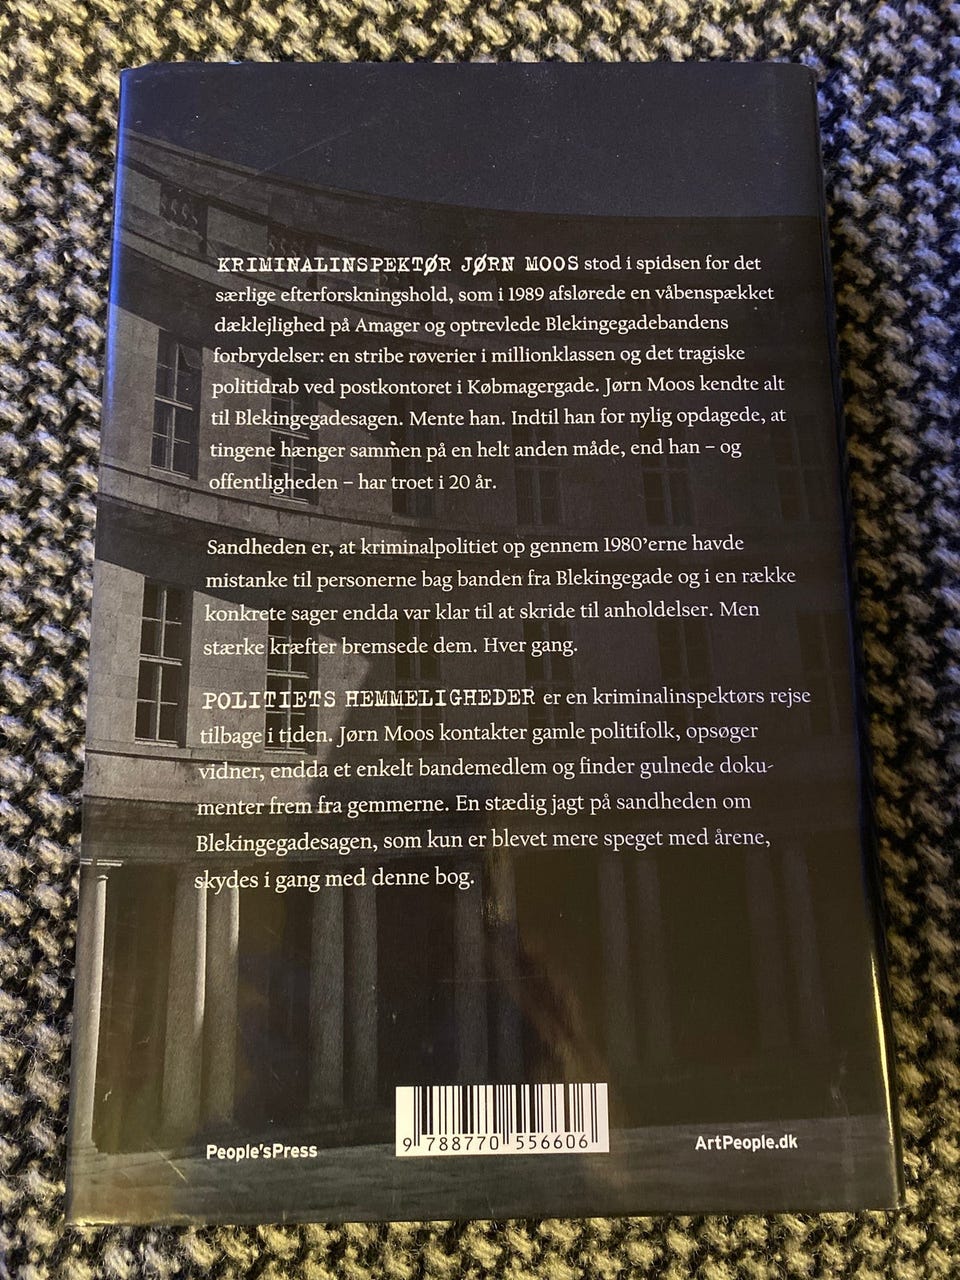 KRIMINALINSPEKTØR JØRN MOOS stod i spidsen for det
særlige efterforskningshold, som i 1989 afslørede en våbenspækket
dæklejlighed på Amager og optrevlede Blekingegadebandens
forbrydelser: en stribe røverier i millionklassen og det tragiske
politidrab ved postkontoret i Købmagergade. Jørn Moos kendte alt
til Blekingegadesagen. Mente han. Indtil han for nylig opdagede, at
tingene hænger sammen på en helt anden måde, end han – og
offentligheden – har troet i 20 år.
Sandheden er, at kriminalpolitiet op gennem 1980’erne havde
mistanke til personerne bag banden fra Blekingegade og i en række
konkrete sager endda var klar til at skride til anholdelser. Men
stærke kræfter bremsede dem. Hver gang.
POLITIETS HEMMELIGHEDER er en kriminalinspektørs rejse
tilbage i tiden. Jørn Moos kontakter gamle politifolk, opsøger
vidner, endda et enkelt bandemedlem og finder gulnede doku-
menter frem fra gemmerne. En stædig jagt på sandheden om
Blekingegadesagen, som kun er blevet mere speget med årene,
skydes i gang med denne bog.
9 788770 556606
People'sPress
ArtPeople.dk